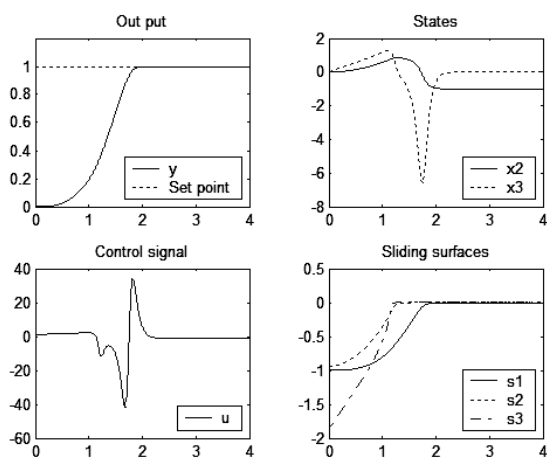 Out put
1
0.8
0.6
0.4
0.2
0
0 1 2 3 4
y
Set point
States
2
0
-2
-4
-6
-8
0 1 2 3 4
x2
x3
Control signal
40
20
0
-20
-40
-60
0 1 2 3 4
u
Sliding surfaces
0.5
0
-0.5
-1
-1.5
-2
0 1 2 3 4
s1
s2
s3